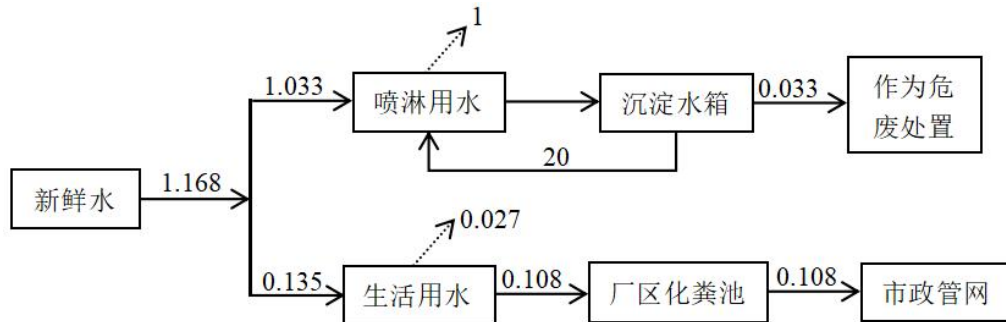 1
1.033
喷淋用水
沉淀水箱
0.033
作为危
废处置
20
新鲜水
1.168
0.027
0.135
生活用水
0.108
厂区化粪池
0.108
市政管网